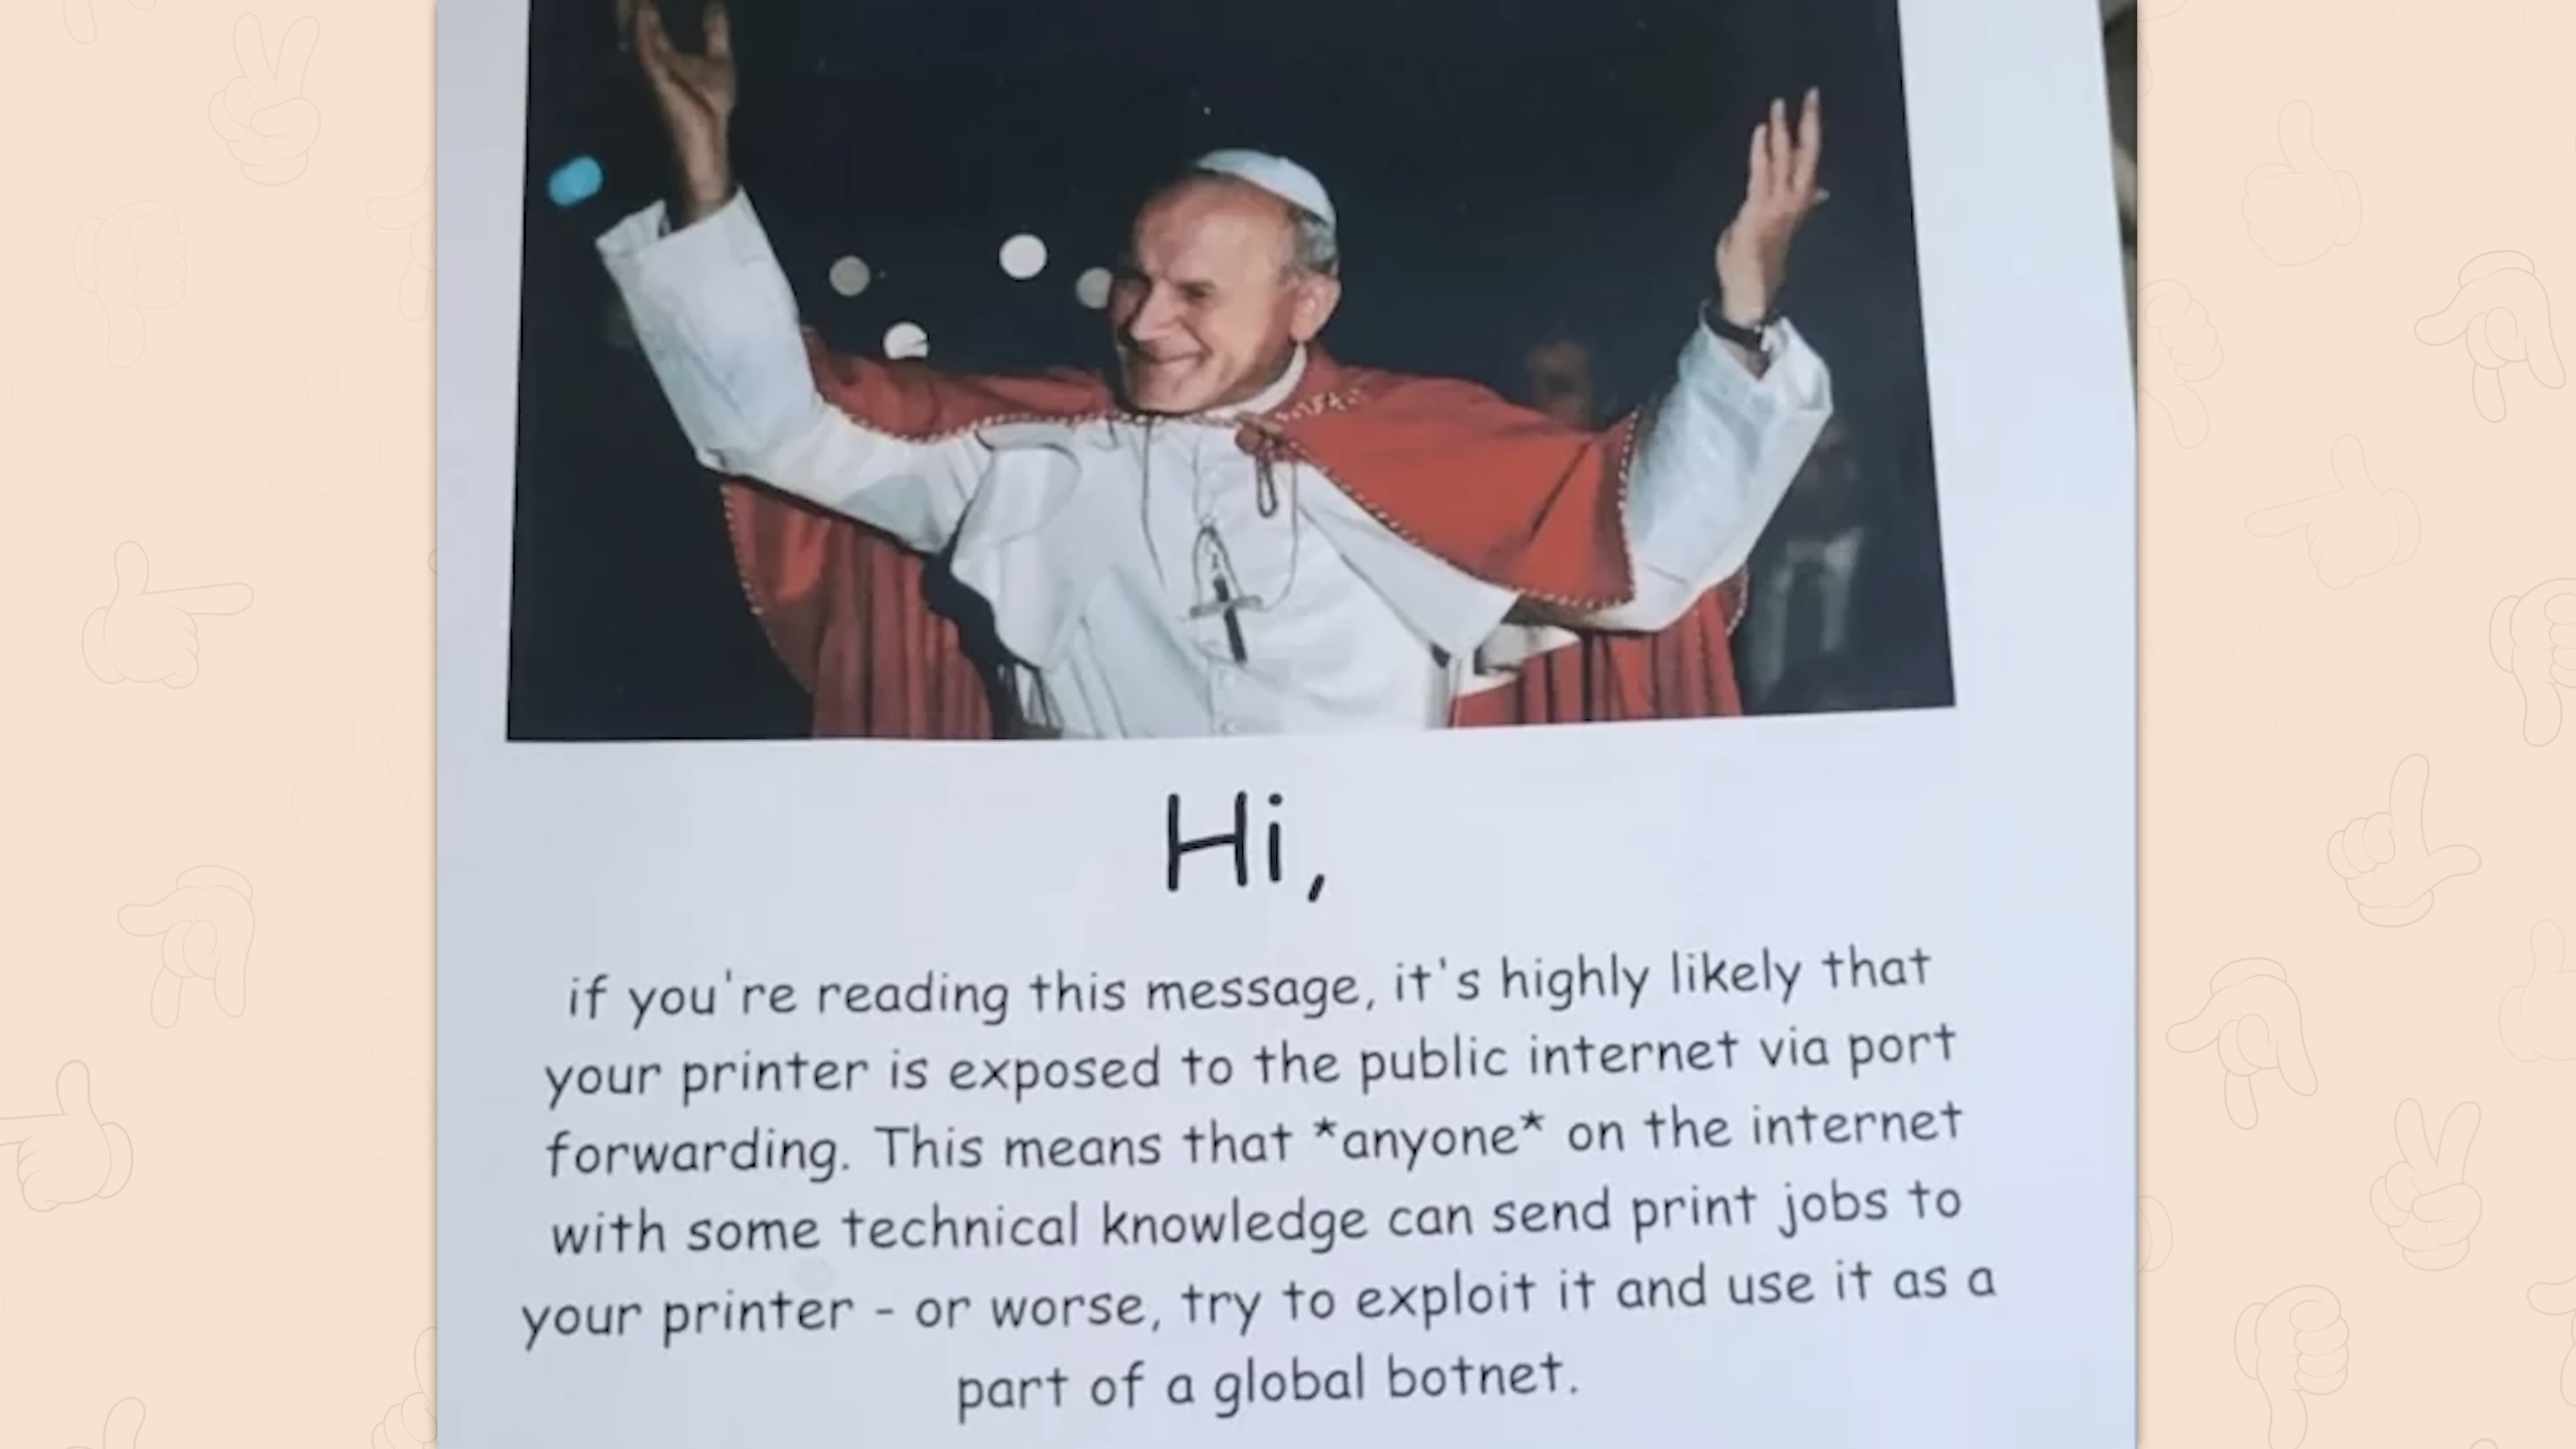 Hi,
if you're reading this message, it's highly likely that
your printer is exposed to the public internet via port
forwarding. This means that *anyone* on the internet
with some technical knowledge can send print jobs to
your printer - or worse, try to exploit it and use it as a
part of a global botnet.